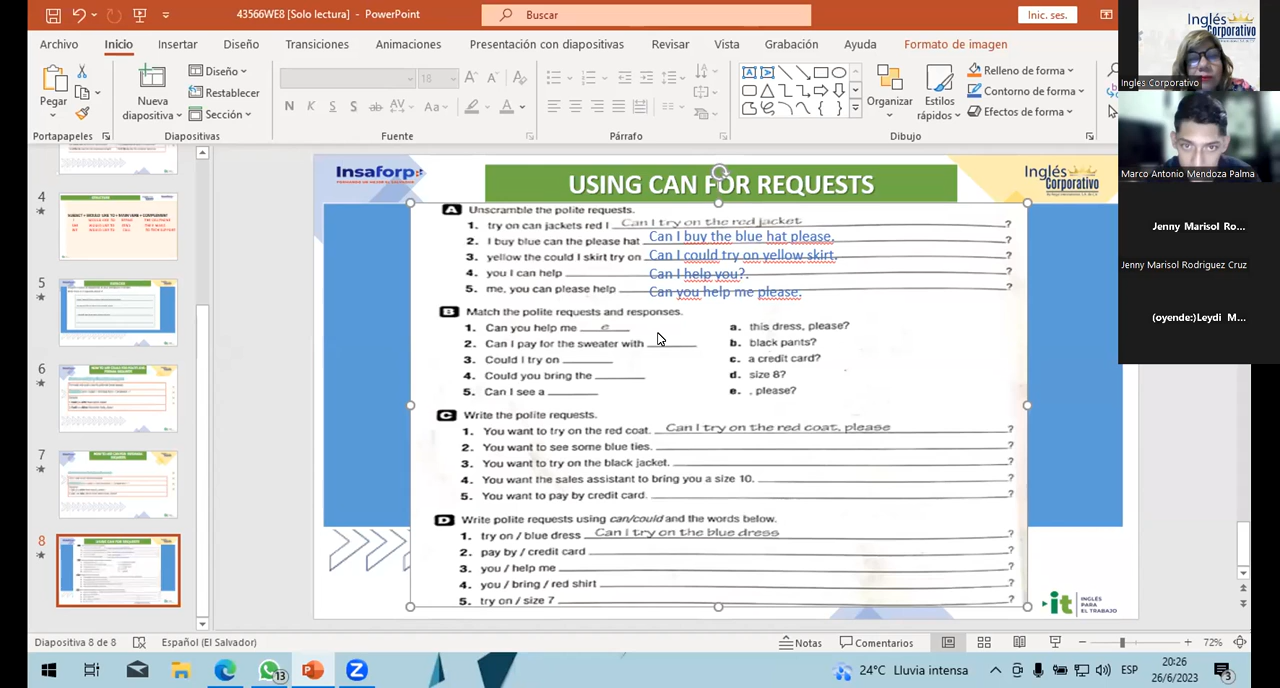 43566WE8 [Solo lectura] - PowerPoint
Buscar
Inic. ses.
Archivo Inicio Insertar Diseño Transiciones Animaciones Presentación con diapositivas Revisar Vista Grabación Ayuda Formato de imagen
Pegar
Portapapeles
Nueva diapositiva
Diseño
Restablecer
Sección
Diapositivas
18
N K S S ab AV Aa A
Fuente
Párrafo
Organizar
Estilos rápidos
Relleno de forma
Contorno de forma
Efectos de forma
Dibujo
Inglés Corporativo
Inglés Corporativo
Marco Antonio Mendoza Palma
Jenny Marisol Ro...
Jenny Marisol Rodriguez Cruz
(oyende:)Leydi M...
4
5
6
7
8
Insaforp
USING CAN FOR REQUESTS
Inglés Corporativo
A Unscramble the polite requests.
1. try on can jackets red I Can I try on the red jacket ?
2. I buy blue can the please hat Can I buy the blue hat please. ?
3. yellow the could I skirt try on Can I could try on yellow skirt. ?
4. you I can help Can I help you?. ?
5. me, you can please help Can you help me please. ?
B Match the polite requests and responses.
1. Can you help me e a. this dress, please?
2. Can I pay for the sweater with b. black pants?
3. Could I try on c. a credit card?
4. Could you bring the d. size 8?
5. Can I see a e. . please?
C Write the polite requests.
1. You want to try on the red coat. Can I try on the red coat, please ?
2. You want to see some blue ties. ?
3. You want to try on the black jacket. ?
4. You want the sales assistant to bring you a size 10. ?
5. You want to pay by credit card. ?
D Write polite requests using can/could and the words below.
1. try on / blue dress Can I try on the blue dress ?
2. pay by / credit card ?
3. you / help me ?
4. you / bring / red shirt ?
5. try on / size 7 ?
it INGLÉS PARA EL TRABAJO
Diapositiva 8 de 8 Español (El Salvador) Notas Comentarios 72%
13
24°C Lluvia intensa ESP 20:26
26/6/2023
3